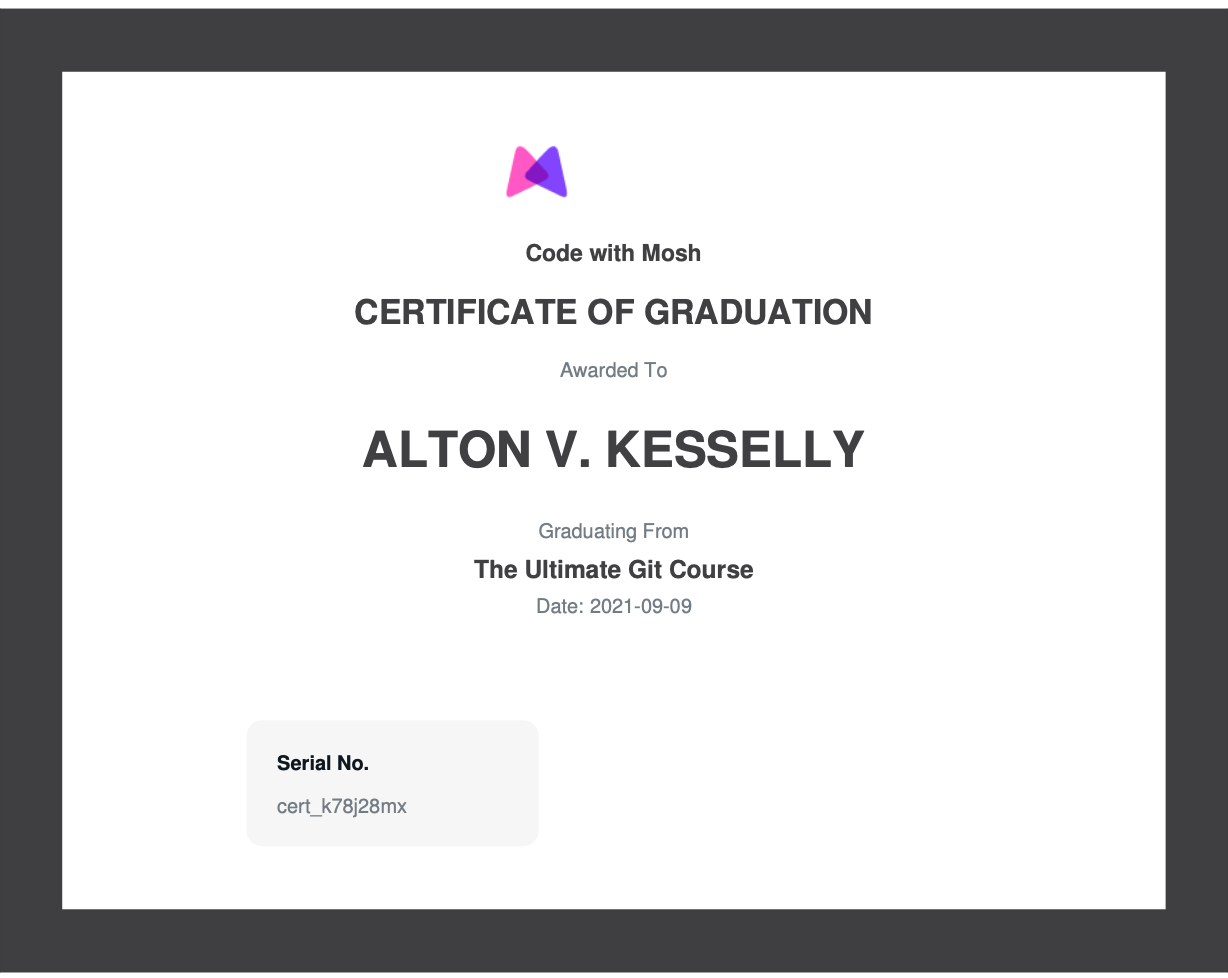 Code with Mosh
CERTIFICATE OF GRADUATION
Awarded To
ALTON V. KESSELLY
Graduating From
The Ultimate Git Course
Date: 2021-09-09
Serial No.
cert_k78j28mx